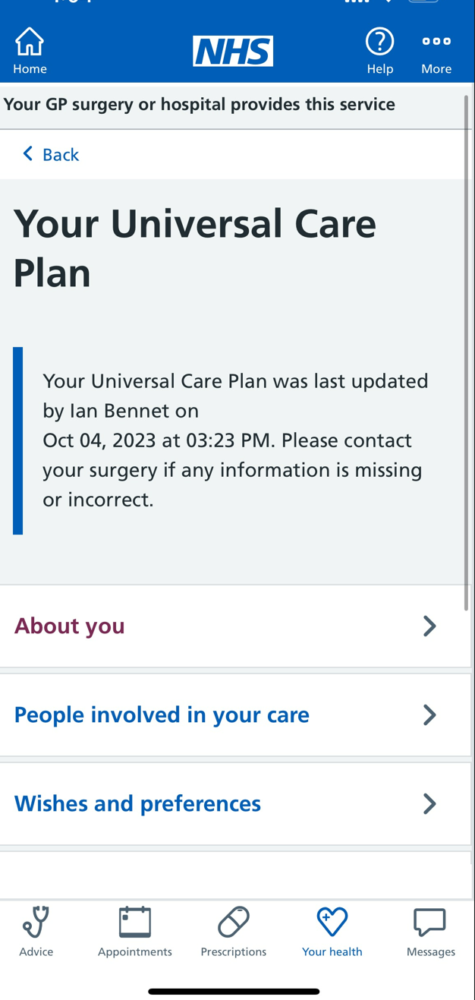 NHS
Home
Help
More
Your GP surgery or hospital provides this service
Back
Your Universal Care
Plan
Your Universal Care Plan was last updated
by Ian Bennet on
Oct 04, 2023 at 03:23 PM. Please contact
your surgery if any information is missing
or incorrect.
About you
People involved in your care
Wishes and preferences
Advice
Appointments
Prescriptions
Your health
Messages